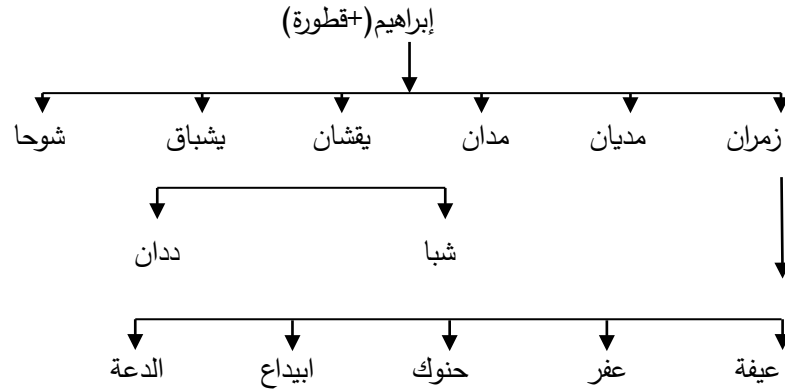 إبراهيم(+قطورة)
زمران مديان مدان يقشان يشباق شوحا
شبا ددان
عيفة عفر حنوك ابيداع الدعة